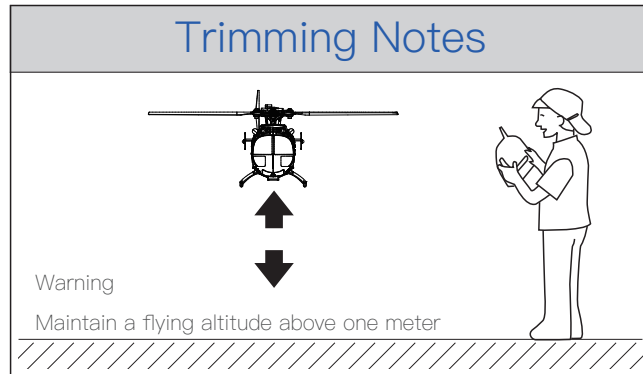 Trimming Notes
Warning
Maintain a flying altitude above one meter